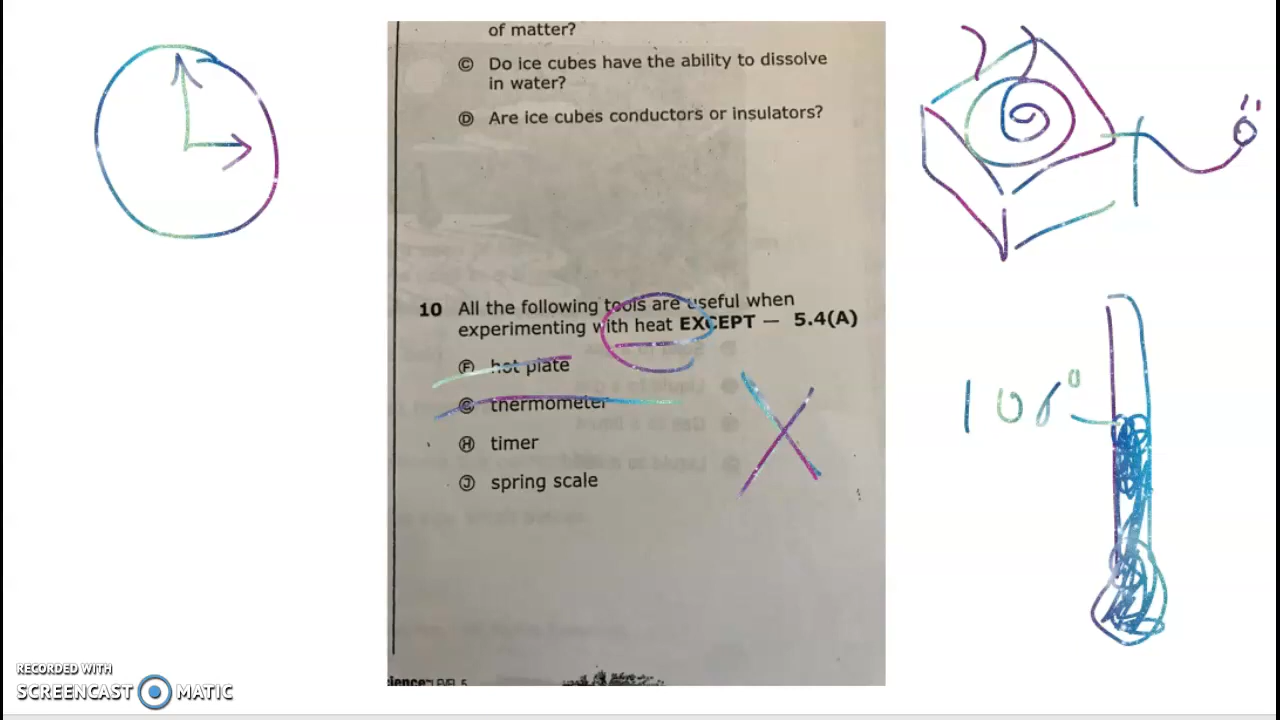 of matter?
Ⓒ Do ice cubes have the ability to dissolve
in water?
Ⓓ Are ice cubes conductors or insulators?
10 All the following tools are useful when
experimenting with heat EXCEPT — 5.4(A)
Ⓕ hot plate
Ⓖ thermometer
Ⓗ timer
Ⓙ spring scale
100°
RECORDED WITH
SCREENCAST MATIC